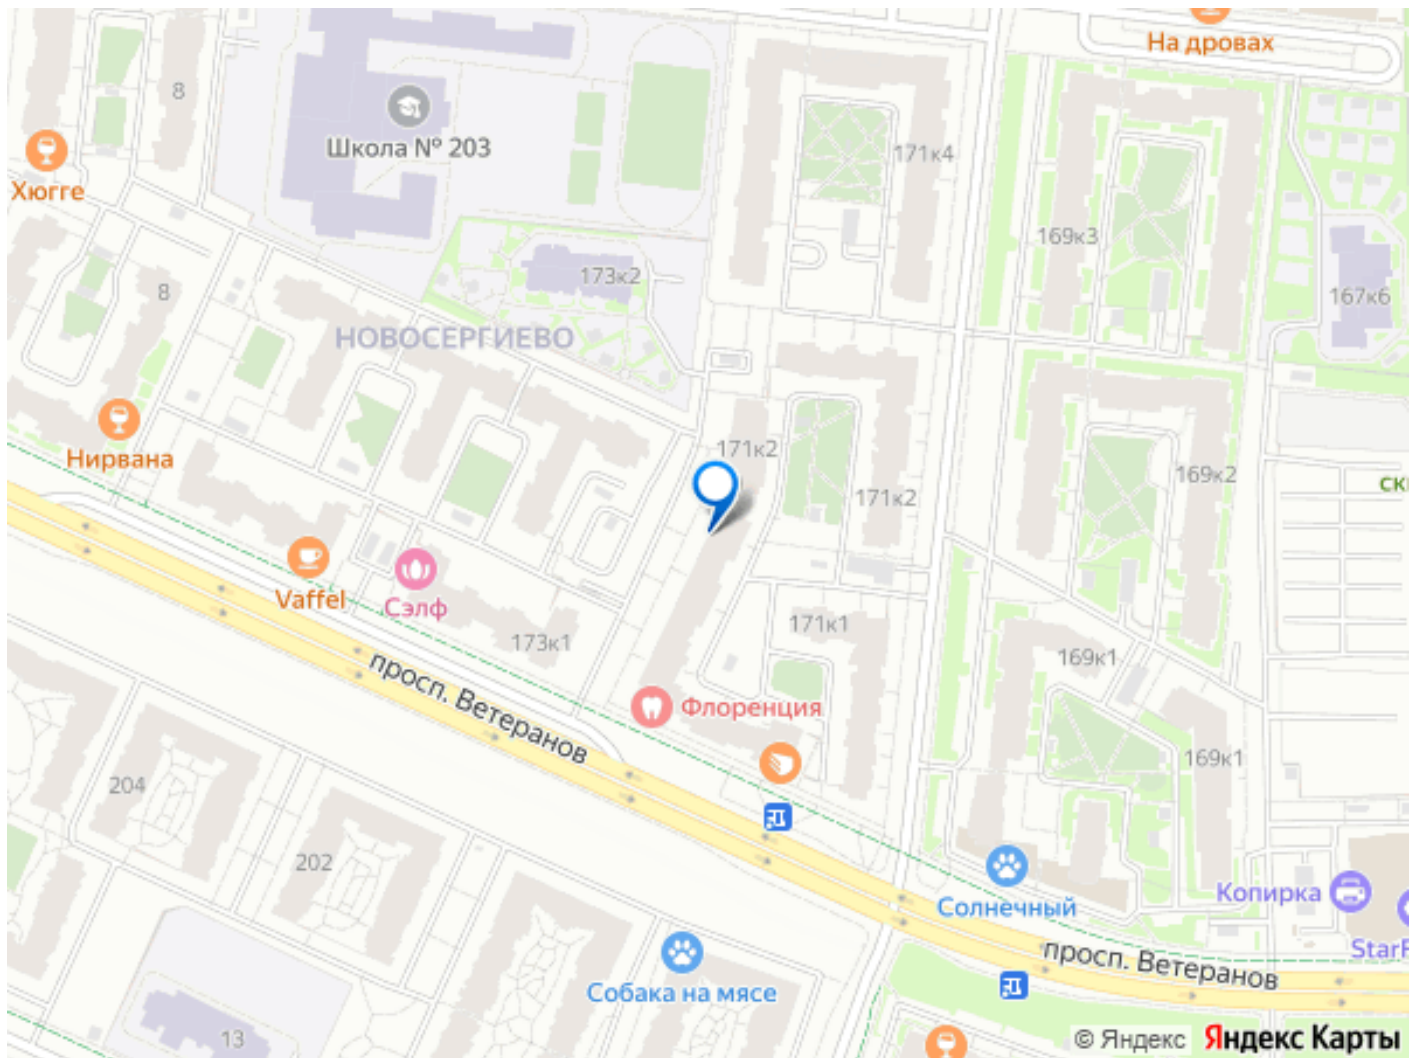 На дровах
8
Школа № 203
171к4
Хюгге
169к3
173к2
167к6
8
НОВОСЕРГИЕВО
171к2
Нирвана
169к2
171к2
ск
Vaffel
Сэлф
173к1
171к1
169к1
просп. Ветеранов
Флоренция
169к1
204
202
Солнечный
Копирка
просп. Ветеранов
StarF
Собака на мясе
13
© Яндекс Яндекс Карты